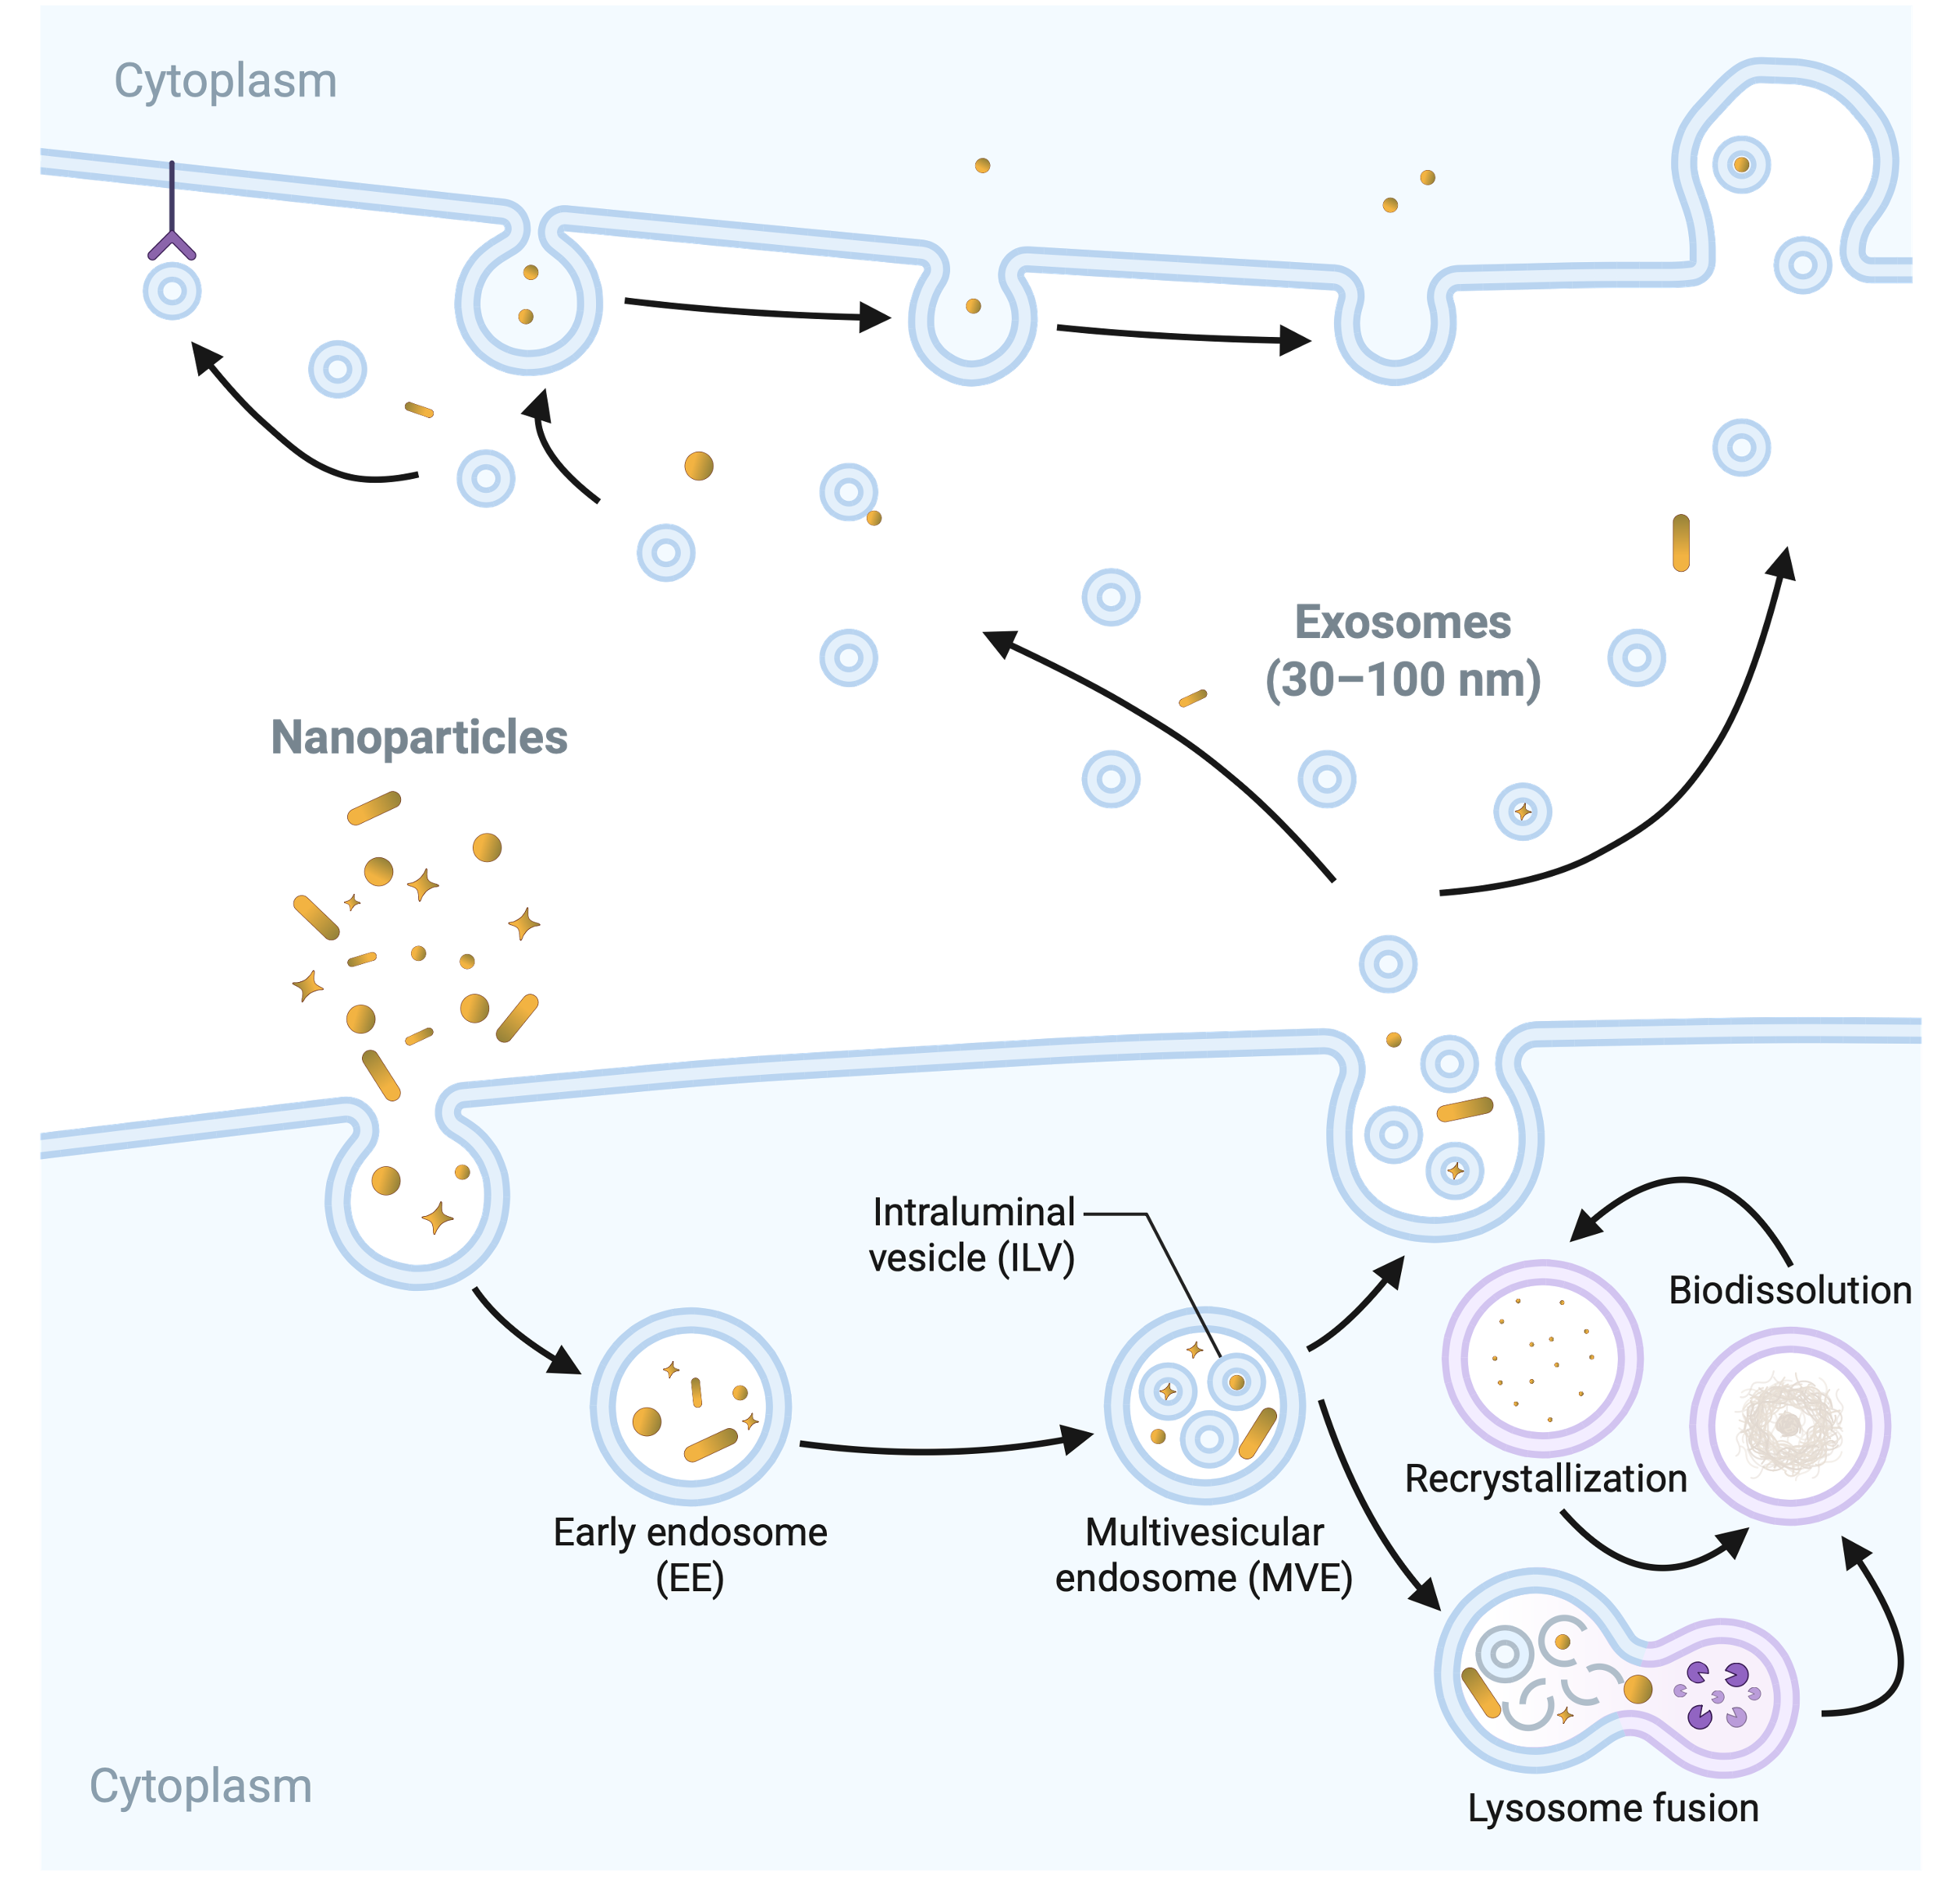 Cytoplasm
Exosomes
(30–100 nm)
Nanoparticles
Intraluminal
vesicle (ILV)
Biodissolution
Recrystallization
Early endosome
(EE)
Multivesicular
endosome (MVE)
Lysosome fusion
Cytoplasm